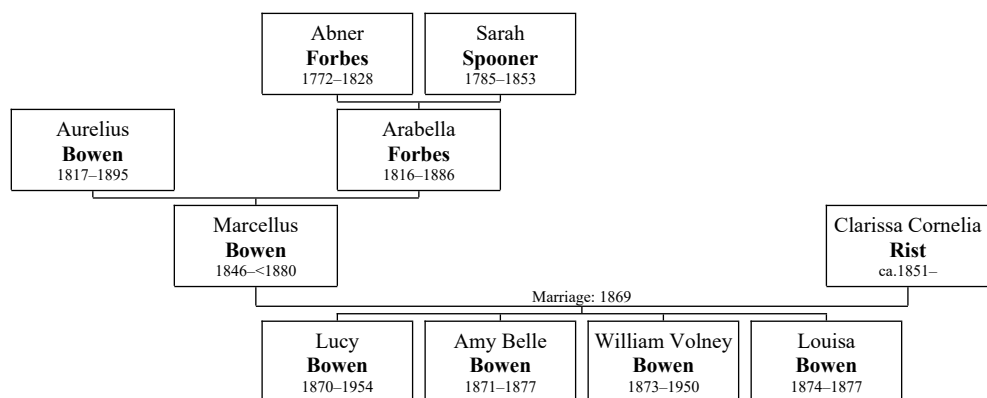 Abner
Forbes
1772–1828
Sarah
Spooner
1785–1853
Aurelius
Bowen
1817–1895
Arabella
Forbes
1816–1886
Marcellus
Bowen
1846–<1880
Clarissa Cornelia
Rist
ca.1851–
Marriage: 1869
Lucy
Bowen
1870–1954
Amy Belle
Bowen
1871–1877
William Volney
Bowen
1873–1950
Louisa
Bowen
1874–1877